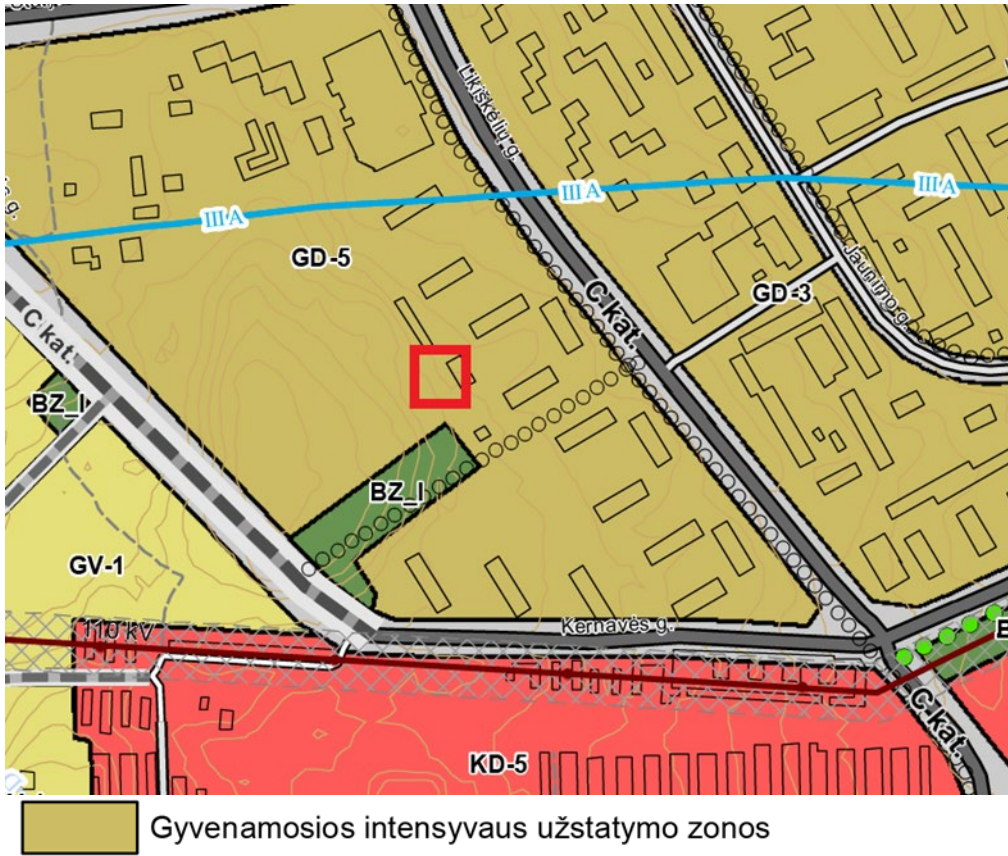 Likiškėlių g.
III A
III A
III A
GD-5
C kat.
GD-3
Jaunimo g.
C kat.
BZ_I
BZ_I
GV-1
110 kV
Kernavės g.
C kat.
KD-5
Gyvenamosios intensyvaus užstatymo zonos